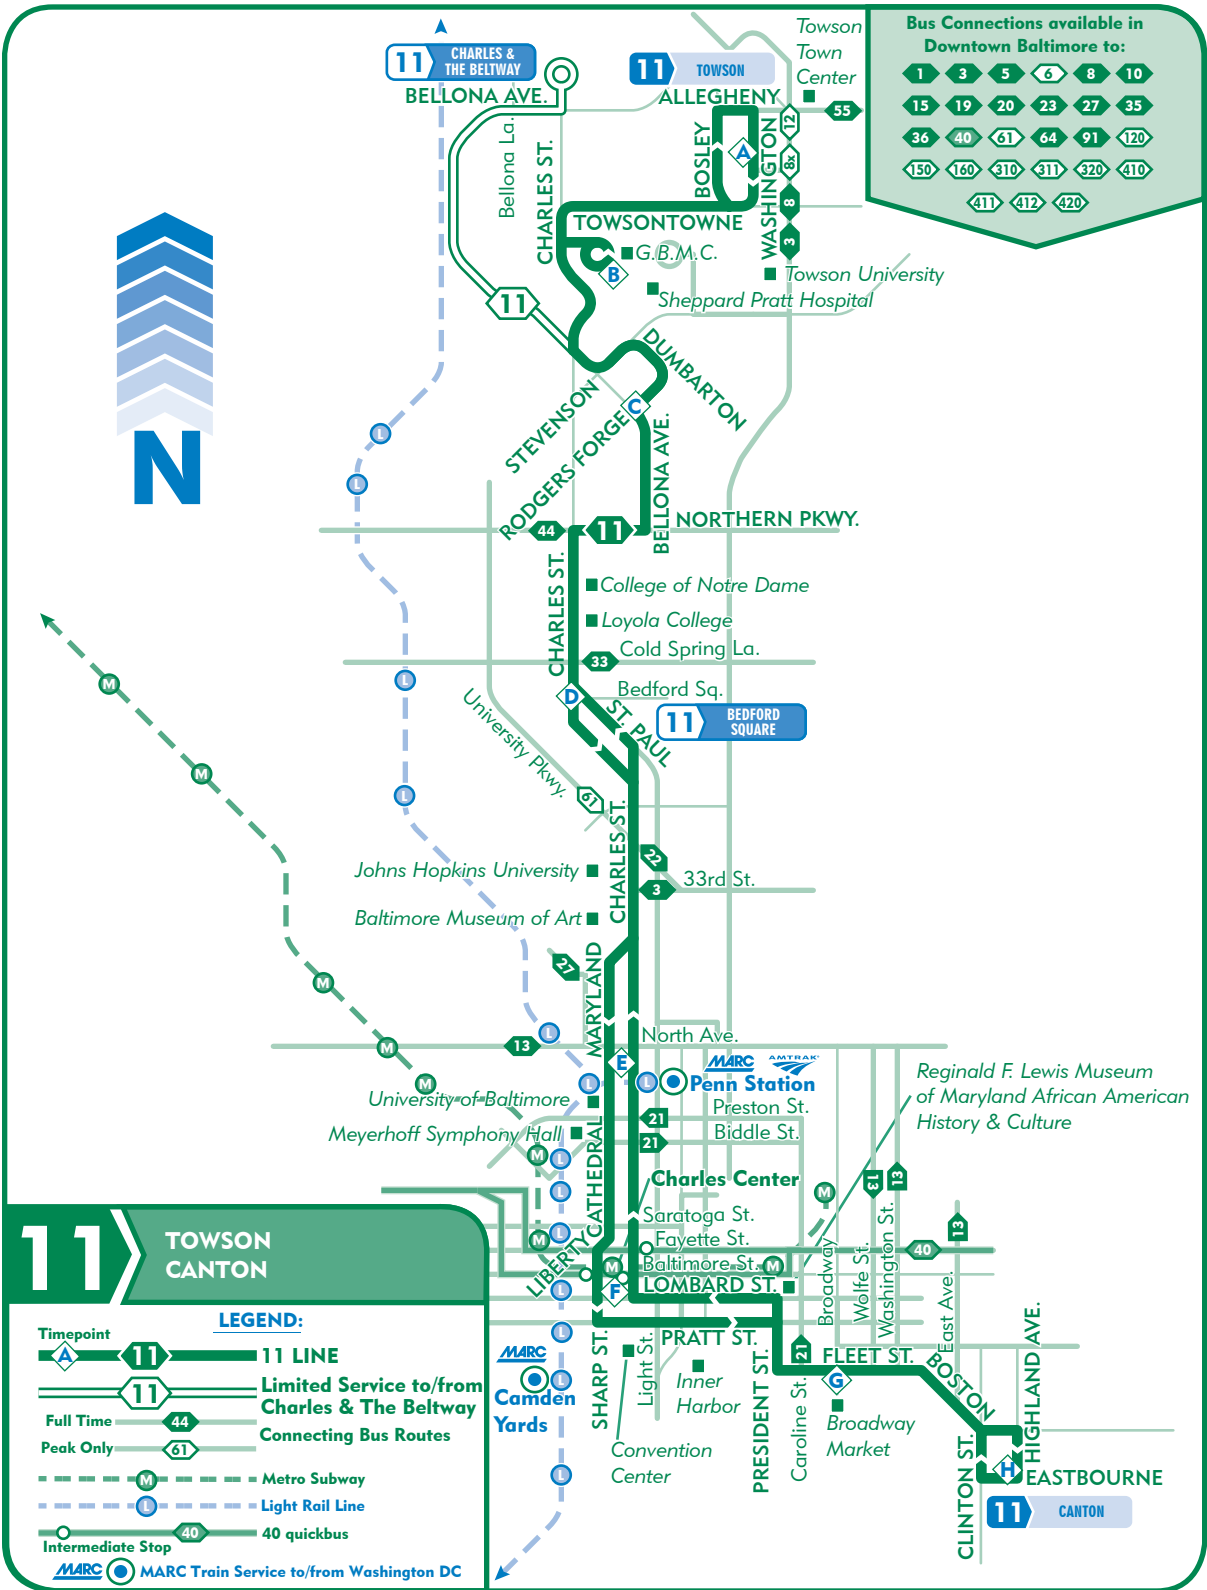 Bus Connections available in
Downtown Baltimore to:
1 3 5 6 8 10
15 19 20 23 27 35
36 40 61 64 91 120
150 160 310 311 320 410
411 412 420
11 CHARLES &
THE BELTWAY
11 TOWSON
Towson
Town
Center
BELLONA AVE.
ALLEGHENY
55
12
8x
8
3
Bellona La.
CHARLES ST.
BOSLEY
A
WASHINGTON
TOWSONTOWNE
G.B.M.C.
B
Towson University
Sheppard Pratt Hospital
11
DUMBARTON
STEVENSON
C
RODGERS FORGE
BELLONA AVE.
N
44
11
NORTHERN PKWY.
CHARLES ST.
College of Notre Dame
Loyola College
Cold Spring La.
33
Bedford Sq.
D
ST. PAUL
11 BEDFORD
SQUARE
University Pkwy.
61
CHARLES ST.
22
Johns Hopkins University
33rd St.
3
Baltimore Museum of Art
27
MARYLAND
North Ave.
13
E
MARC
AMTRAK
Penn Station
University of Baltimore
Preston St.
21
Meyerhoff Symphony Hall
Biddle St.
21
Reginald F. Lewis Museum
of Maryland African American
History & Culture
CATHEDRAL
Charles Center
13
13
13
Saratoga St.
Fayette St.
40
Baltimore St.
LIBERTY
F
LOMBARD ST.
Broadway
Wolfe St.
Washington St.
East Ave.
PRATT ST.
SHARP ST.
Light St.
21
FLEET ST.
BOSTON
HIGHLAND AVE.
MARC
Camden
Yards
Inner
Harbor
PRESIDENT ST.
Caroline St.
G
Broadway
Market
Convention
Center
CLINTON ST.
H
EASTBOURNE
11 CANTON
L
L
L
L
L
L
L
L
L
L
L
L
L
L
M
M
M
M
M
M
M
M
M
M
11 TOWSON
CANTON
LEGEND:
Timepoint
A 11 11 LINE
11 Limited Service to/from
Charles & The Beltway
Full Time 44
Connecting Bus Routes
Peak Only 61
M Metro Subway
L Light Rail Line
40 40 quickbus
Intermediate Stop
MARC MARC Train Service to/from Washington DC